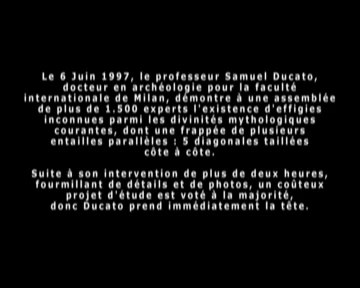 Le 6 Juin 1997, le professeur Samuel Ducato,
docteur en archéologie pour la faculté
internationale de Milan, démontre à une assemblée
de plus de 1.500 experts l'existence d'effigies
inconnues parmi les divinités mythologiques
courantes, dont une frappée de plusieurs
entailles parallèles : 5 diagonales taillées
côte à côte.
Suite à son intervention de plus de deux heures,
fourmillant de détails et de photos, un coûteux
projet d'étude est voté à la majorité,
donc Ducato prend immédiatement la tête.